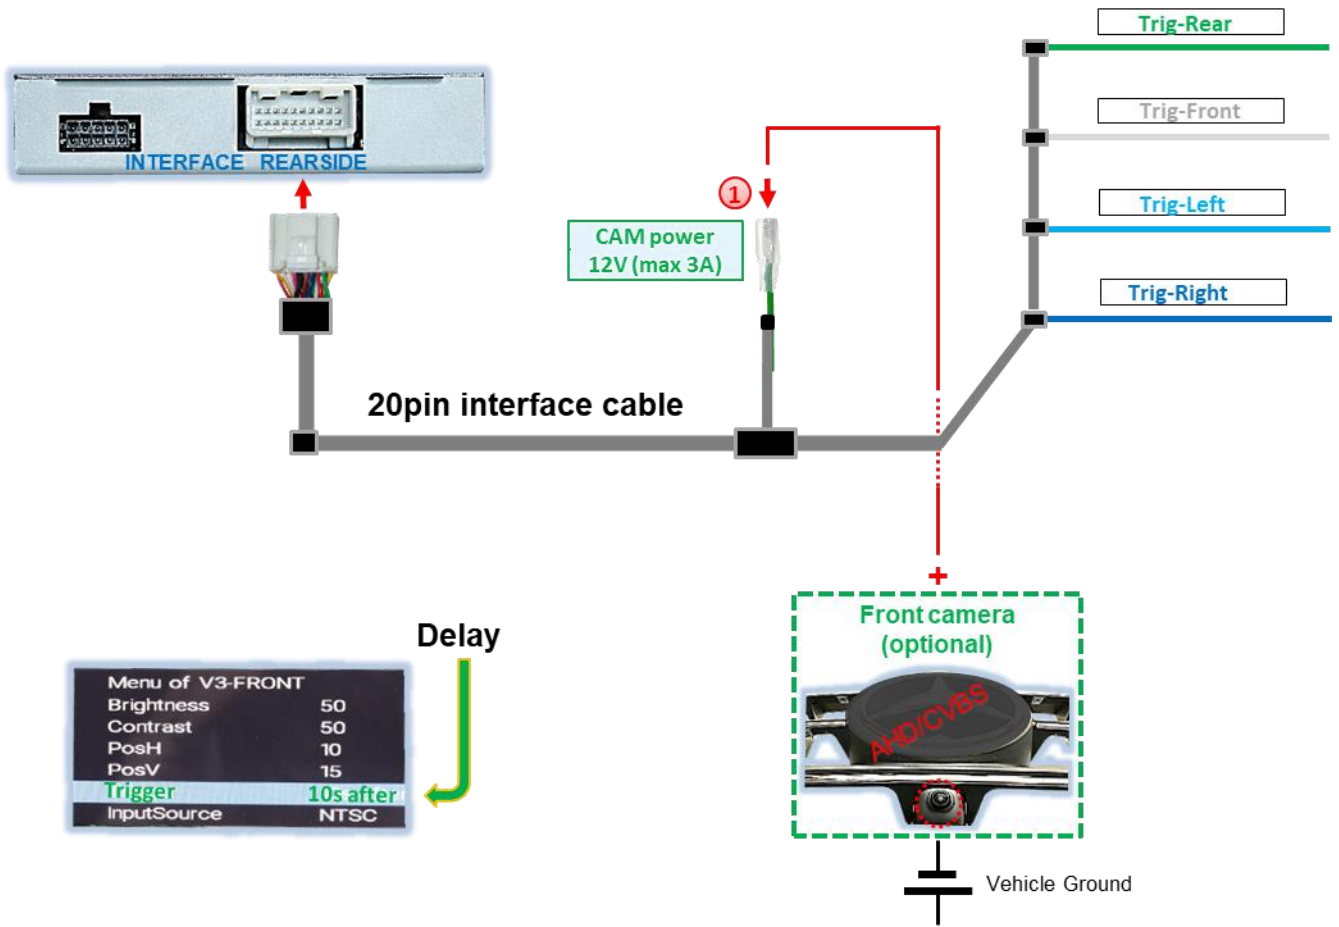 Trig-Rear
Trig-Front
Trig-Left
Trig-Right
INTERFACE REARSIDE
1
CAM power
12V (max 3A)
20pin interface cable
+
Front camera
(optional)
AHD/CVBS
Vehicle Ground
Delay
Menu of V3-FRONT
Brightness 50
Contrast 50
PosH 10
PosV 15
Trigger 10s after
InputSource NTSC